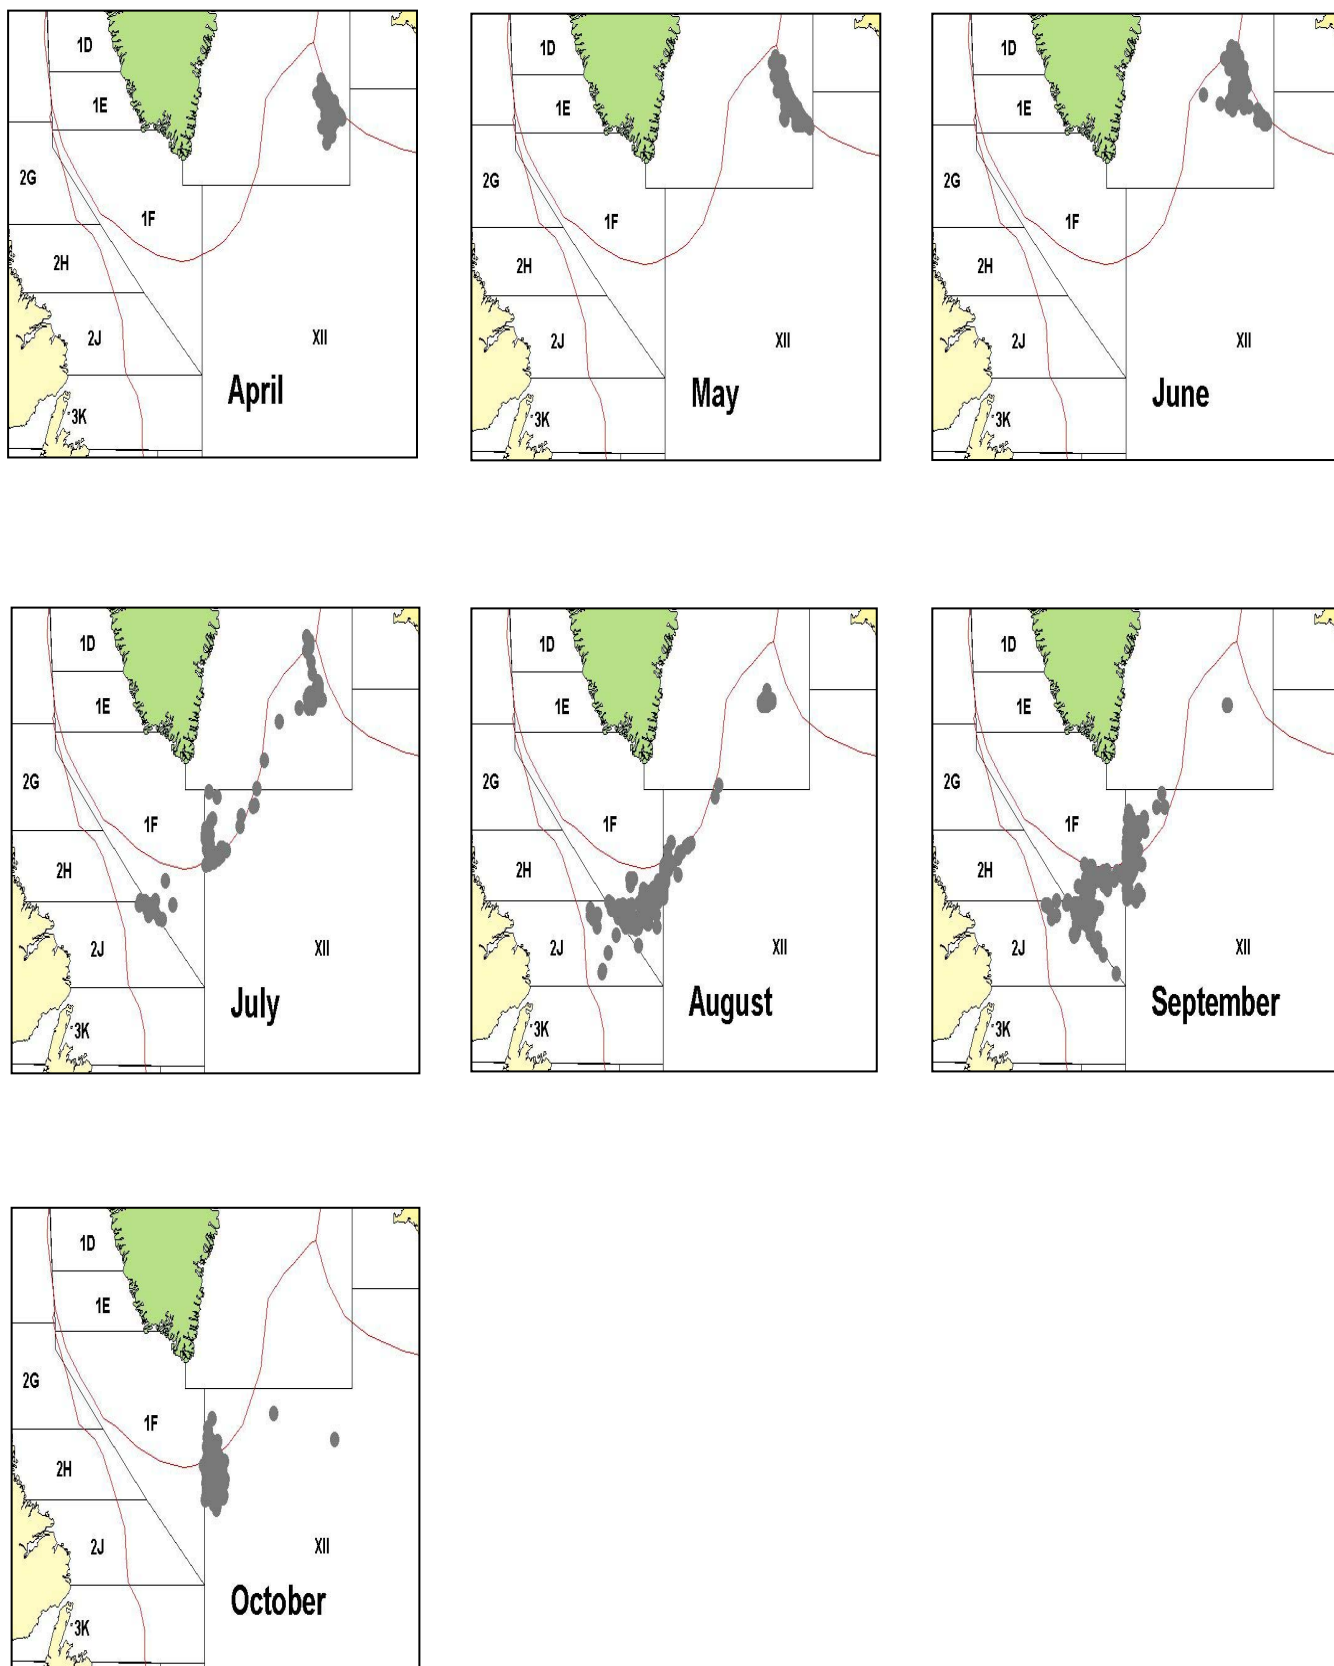 1D
1E
2G
1F
2H
2J
XII
April
3K
1D
1E
2G
1F
2H
2J
XII
May
3K
1D
1E
2G
1F
2H
2J
XII
June
3K
1D
1E
2G
1F
2H
2J
XII
July
3K
1D
1E
2G
1F
2H
2J
XII
August
3K
1D
1E
2G
1F
2H
2J
XII
September
3K
1D
1E
2G
1F
2H
2J
XII
October
3K